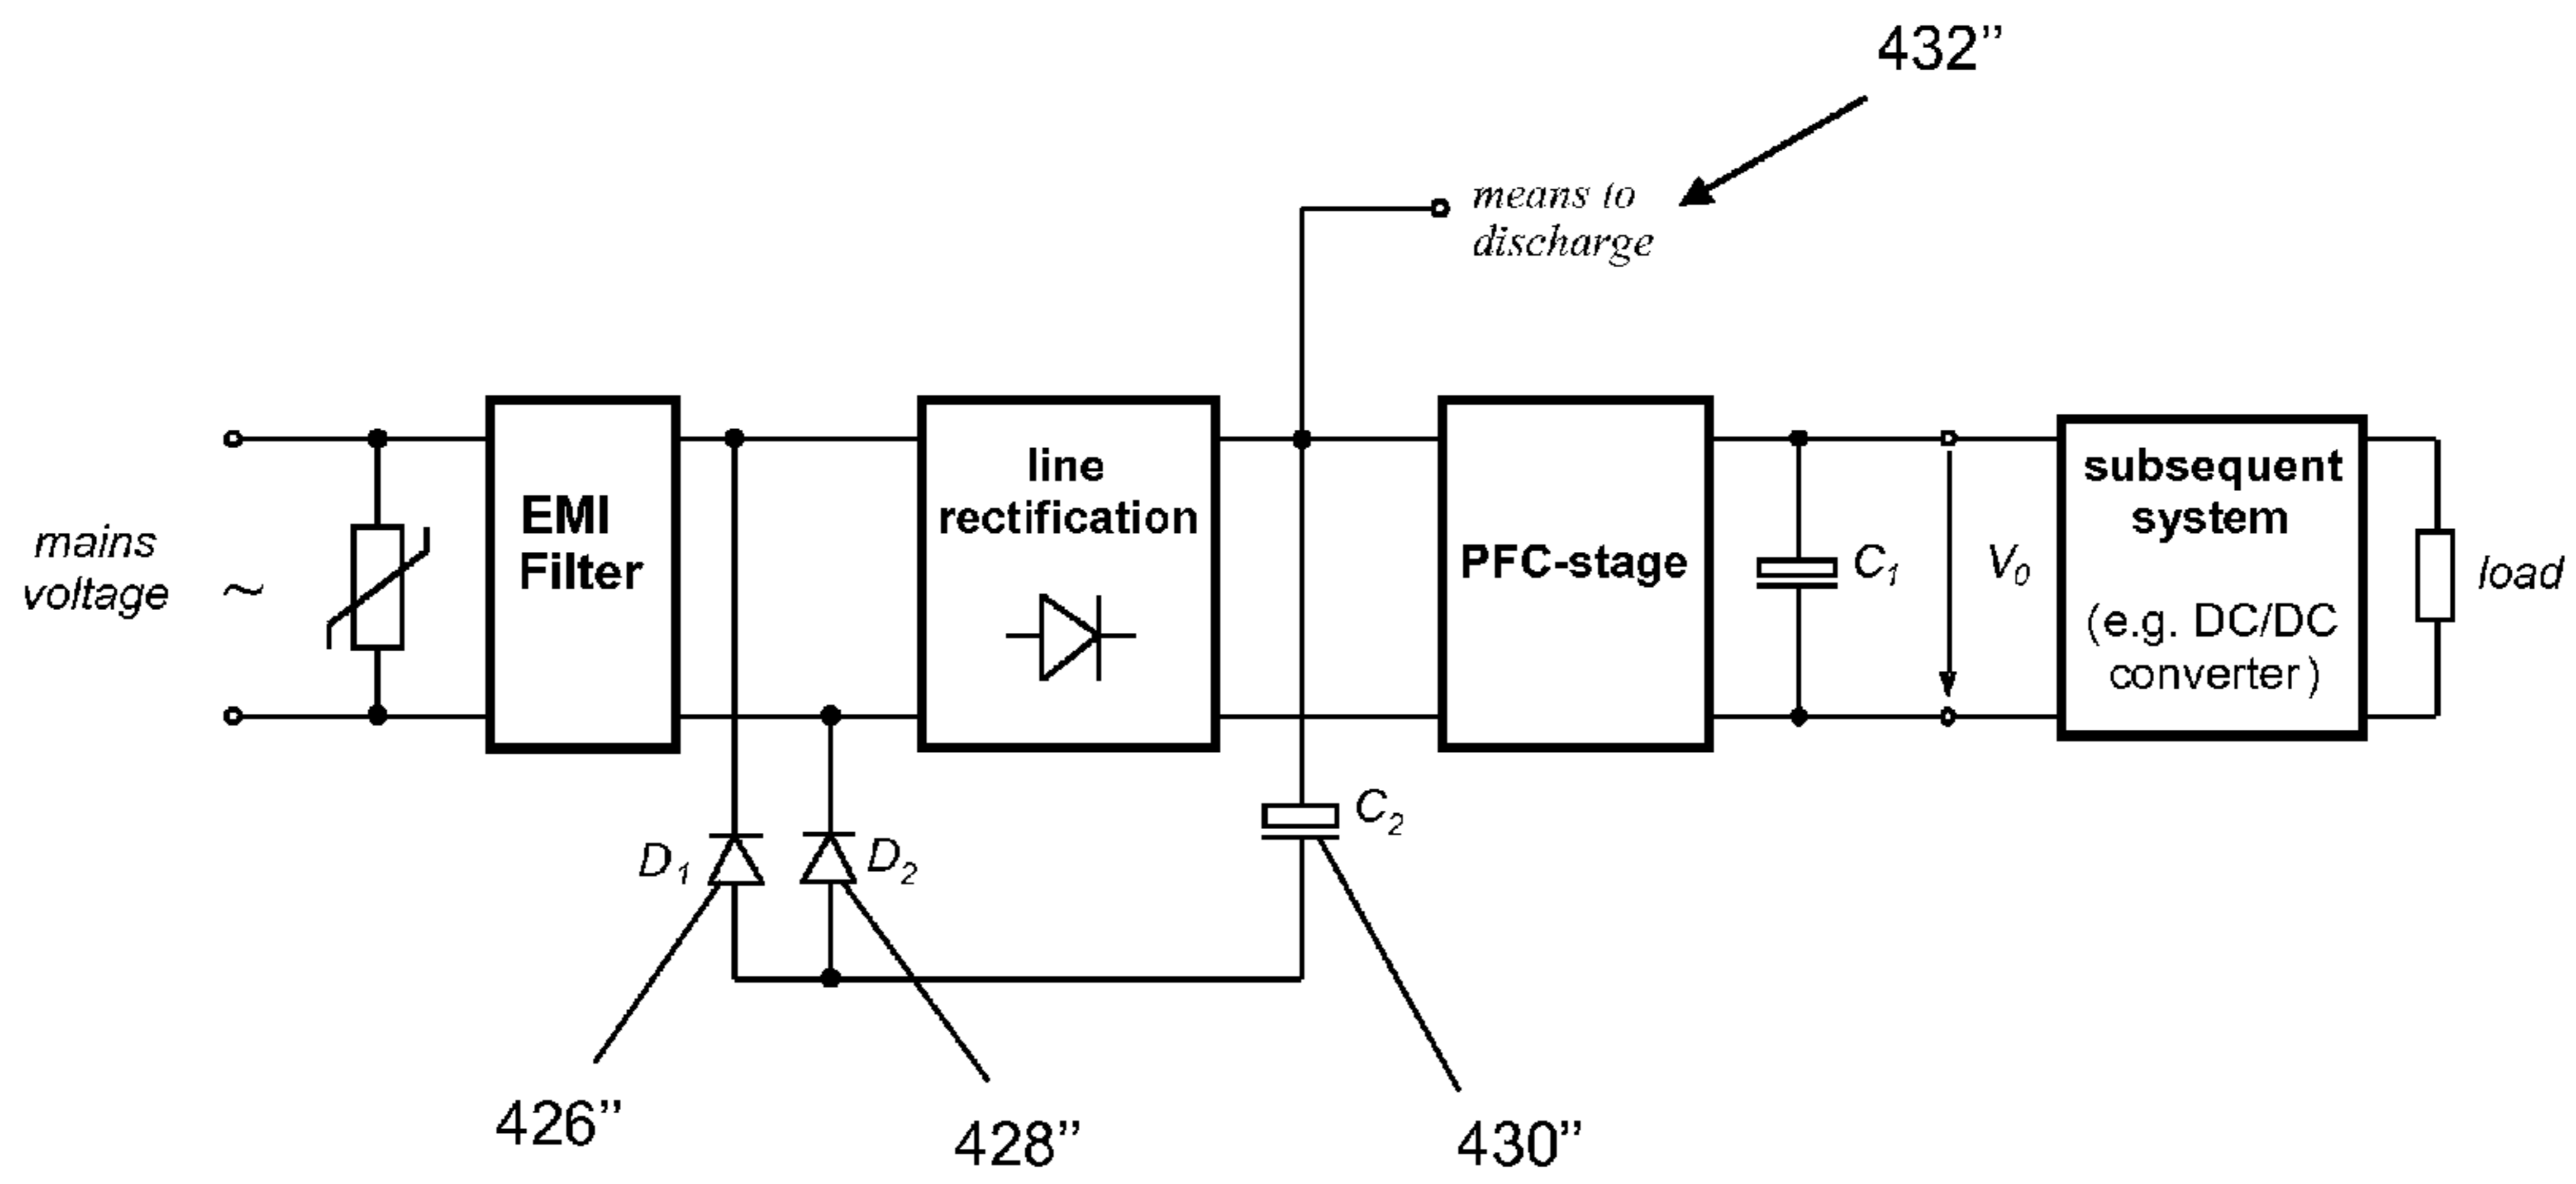 432”
means to
discharge
mains
voltage
~
EMI
Filter
line
rectification
PFC-stage
C1
V0
subsequent
system
(e.g. DC/DC
converter)
load
D1
D2
C2
426”
428”
430”